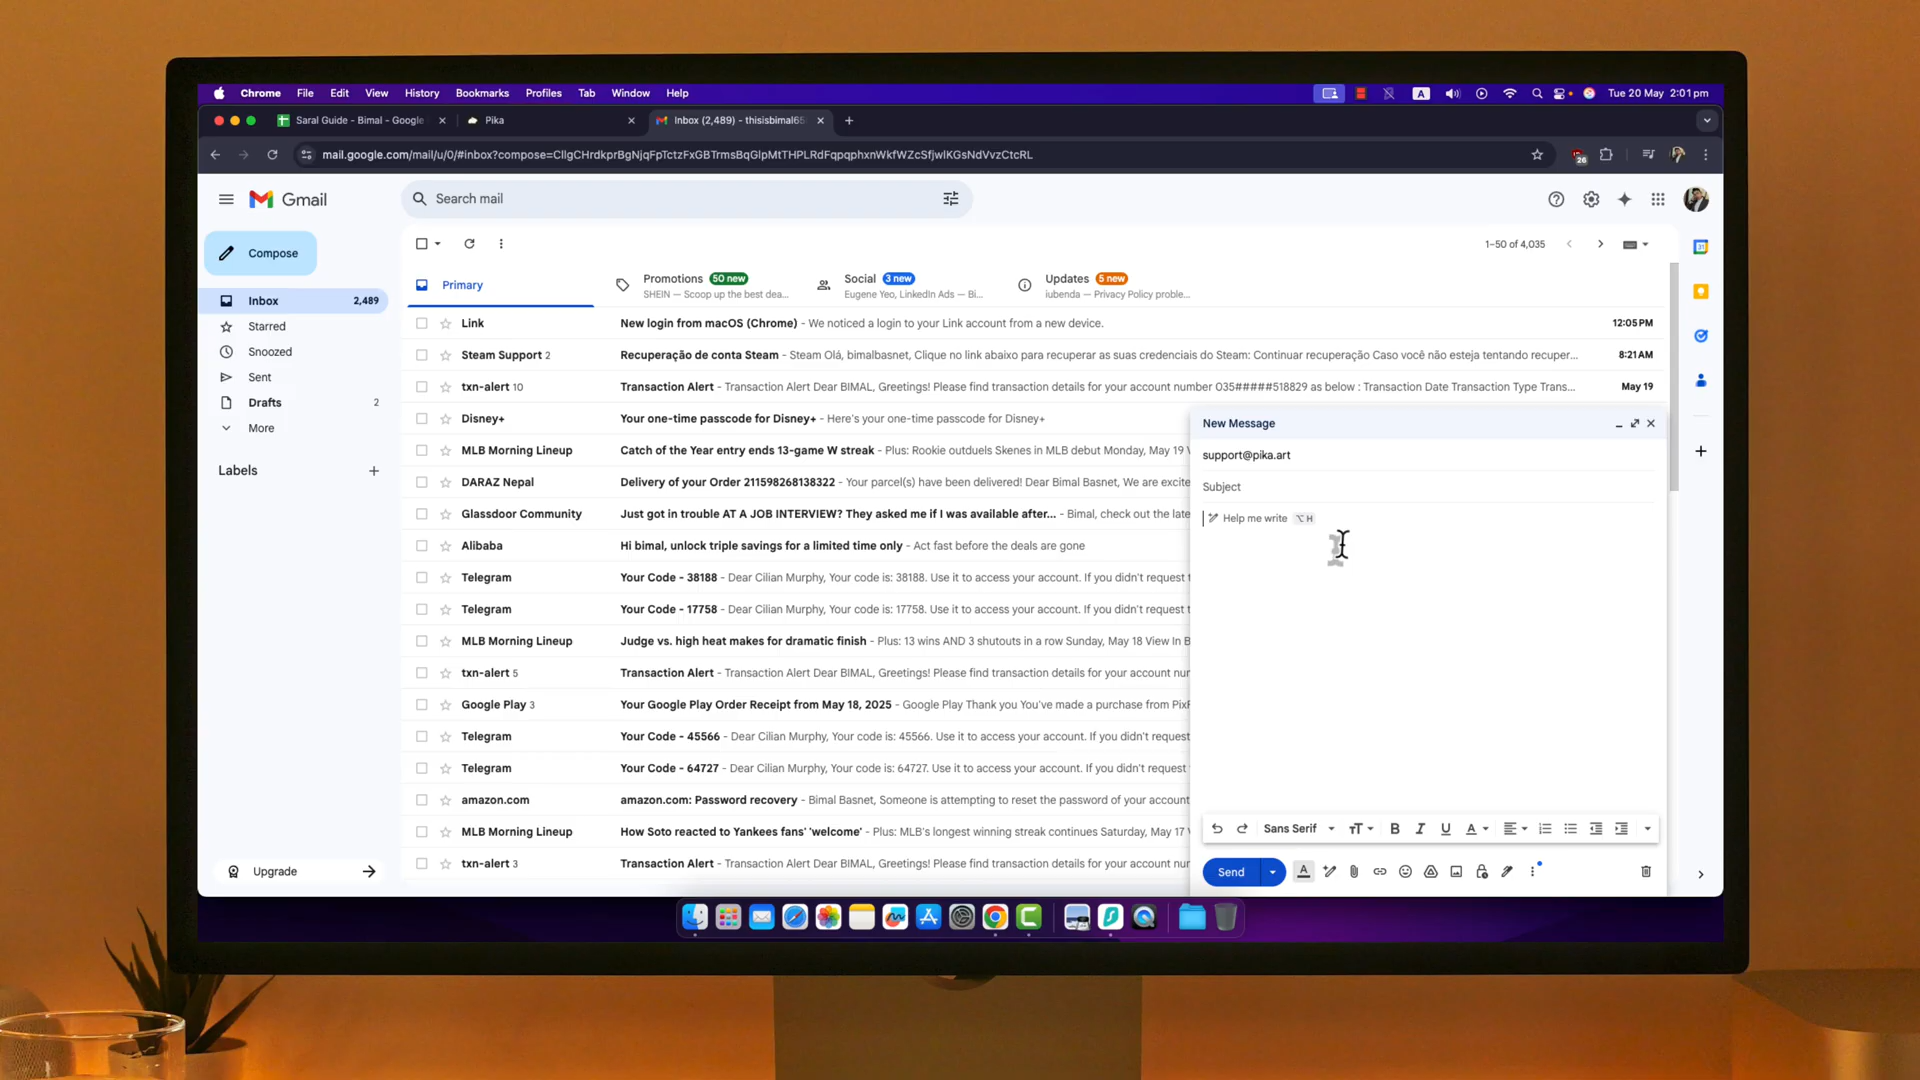 Chrome File Edit View History Bookmarks Profiles Tab Window Help A Tue 20 May 2:01pm
Saral Guide - Bimal - Google Pika Inbox (2,489) - thisisbimal65
mail.google.com/mail/u/0/#inbox?compose=CllgCHrdkprBgNjqFpTctzFxGBTrmsBqGlpMtTHPLRdFqpqphxnWkfWZcSfjwlKGsNdVvzCtcRL 26
Gmail Search mail
Compose
1–50 of 4,035
Inbox 2,489
Starred
Snoozed
Sent
Drafts 2
More
Labels
Upgrade
Primary
Promotions 50 new
SHEIN — Scoop up the best dea...
Social 3 new
Eugene Yeo, LinkedIn Ads — Bi...
Updates 5 new
iubenda — Privacy Policy proble...
Link New login from macOS (Chrome) - We noticed a login to your Link account from a new device. 12:05 PM
Steam Support 2 Recuperação de conta Steam - Steam Olá, bimalbasnet, Clique no link abaixo para recuperar as suas credenciais do Steam: Continuar recuperação Caso você não esteja tentando recuper... 8:21 AM
txn-alert 10 Transaction Alert - Transaction Alert Dear BIMAL, Greetings! Please find transaction details for your account number 035#####518829 as below : Transaction Date Transaction Type Trans... May 19
Disney+ Your one-time passcode for Disney+ - Here's your one-time passcode for Disney+
MLB Morning Lineup Catch of the Year entry ends 13-game W streak - Plus: Rookie outduels Skenes in MLB debut Monday, May 19 V
DARAZ Nepal Delivery of your Order 211598268138322 - Your parcel(s) have been delivered! Dear Bimal Basnet, We are excite
Glassdoor Community Just got in trouble AT A JOB INTERVIEW? They asked me if I was available after... - Bimal, check out the late
Alibaba Hi bimal, unlock triple savings for a limited time only - Act fast before the deals are gone
Telegram Your Code - 38188 - Dear Cilian Murphy, Your code is: 38188. Use it to access your account. If you didn't request t
Telegram Your Code - 17758 - Dear Cilian Murphy, Your code is: 17758. Use it to access your account. If you didn't request t
MLB Morning Lineup Judge vs. high heat makes for dramatic finish - Plus: 13 wins AND 3 shutouts in a row Sunday, May 18 View In B
txn-alert 5 Transaction Alert - Transaction Alert Dear BIMAL, Greetings! Please find transaction details for your account nur
Google Play 3 Your Google Play Order Receipt from May 18, 2025 - Google Play Thank you You've made a purchase from PixF
Telegram Your Code - 45566 - Dear Cilian Murphy, Your code is: 45566. Use it to access your account. If you didn't request
Telegram Your Code - 64727 - Dear Cilian Murphy, Your code is: 64727. Use it to access your account. If you didn't request t
amazon.com amazon.com: Password recovery - Bimal Basnet, Someone is attempting to reset the password of your account
MLB Morning Lineup How Soto reacted to Yankees fans' 'welcome' - Plus: MLB's longest winning streak continues Saturday, May 17 V
txn-alert 3 Transaction Alert - Transaction Alert Dear BIMAL, Greetings! Please find transaction details for your account nur
New Message
support@pika.art
Subject
Help me write ⌥ H
Sans Serif
Send